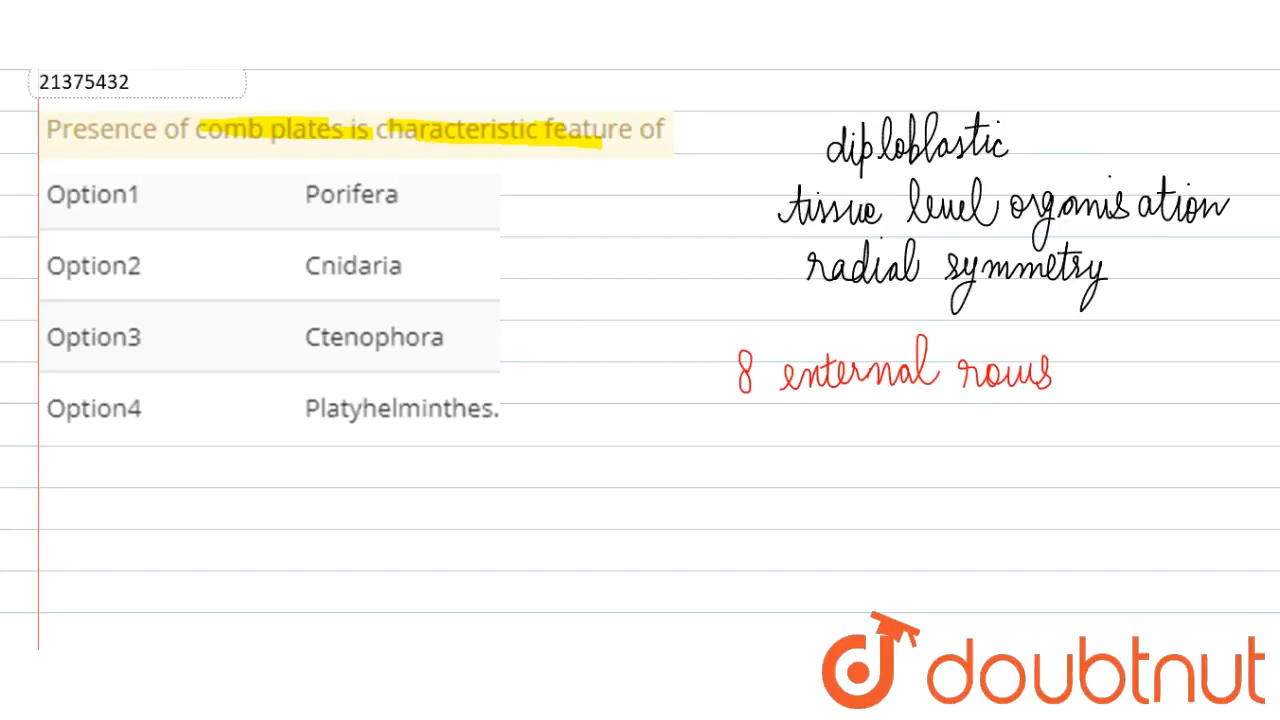 21375432
Presence of comb plates is characteristic feature of
Option1 Porifera
Option2 Cnidaria
Option3 Ctenophora
Option4 Platyhelminthes.
diploblastic
tissue level organisation
radial symmetry
8 enternal rows
doubtnut